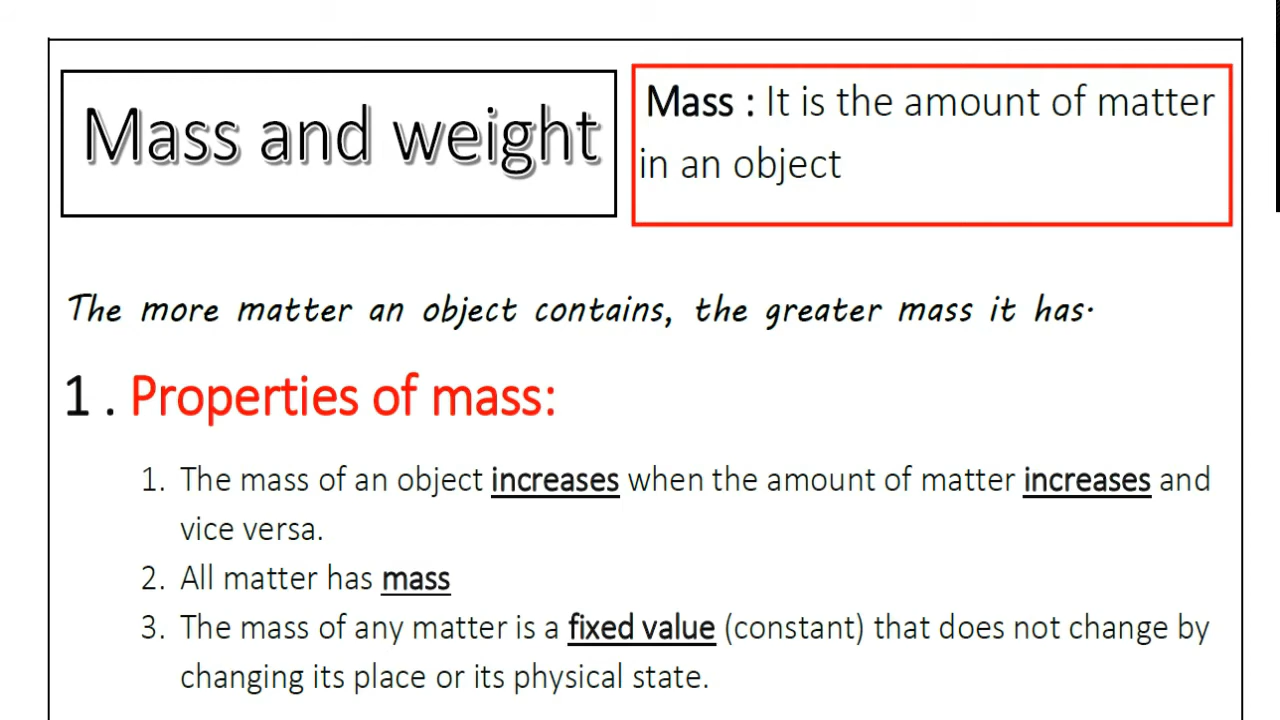 Mass and weight
Mass : It is the amount of matter
in an object
The more matter an object contains, the greater mass it has.
1 . Properties of mass:
1. The mass of an object increases when the amount of matter increases and
vice versa.
2. All matter has mass
3. The mass of any matter is a fixed value (constant) that does not change by
changing its place or its physical state.